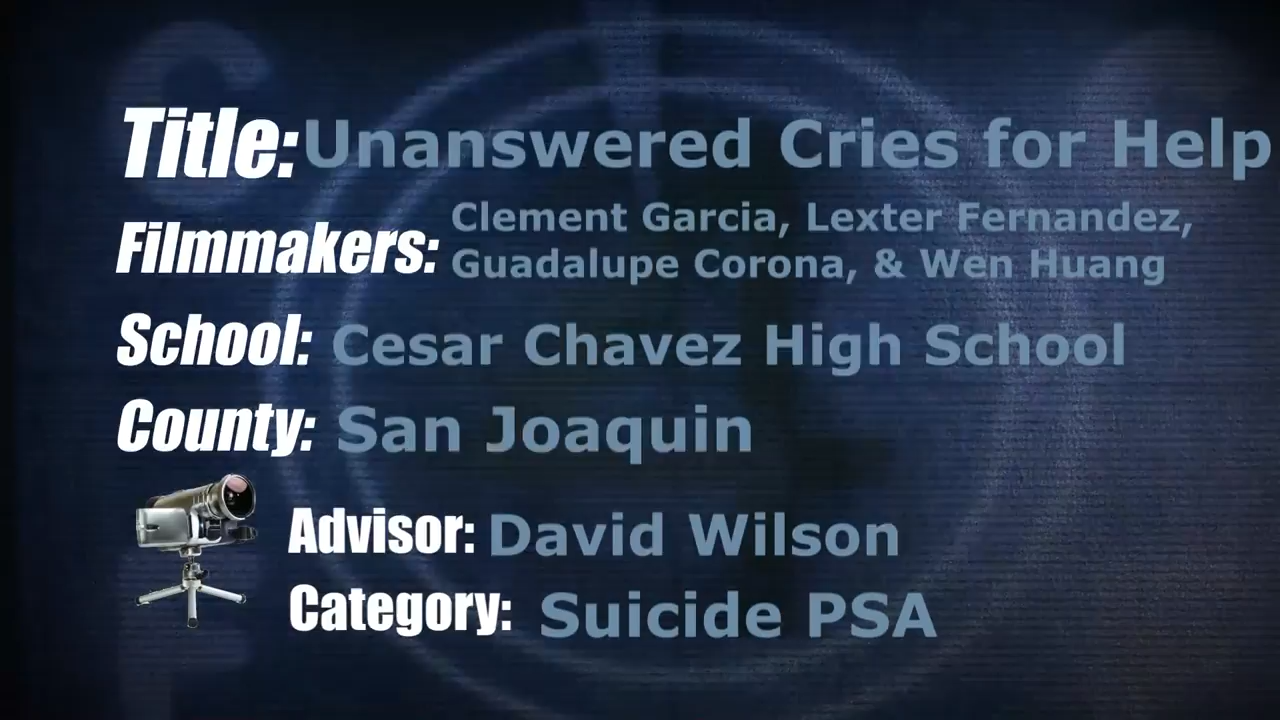 Title: Unanswered Cries for Help
Filmmakers: Clement Garcia, Lexter Fernandez,
Guadalupe Corona, & Wen Huang
School: Cesar Chavez High School
County: San Joaquin
Advisor: David Wilson
Category: Suicide PSA